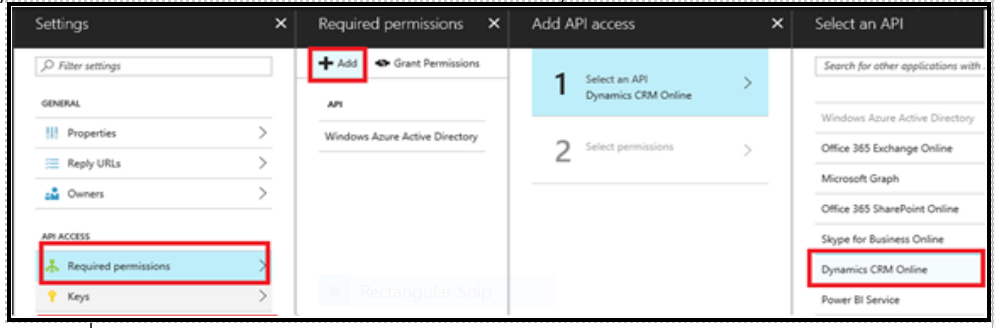 Settings ×
Filter settings
GENERAL
Properties
Reply URLs
Owners
API ACCESS
Required permissions
Keys
Required permissions ×
Add Grant Permissions
API
Windows Azure Active Directory
Rectangular Snip
Add API access ×
1 Select an API
Dynamics CRM Online
2 Select permissions
Select an API
Search for other applications with
Windows Azure Active Directory
Office 365 Exchange Online
Microsoft Graph
Office 365 SharePoint Online
Skype for Business Online
Dynamics CRM Online
Power BI Service